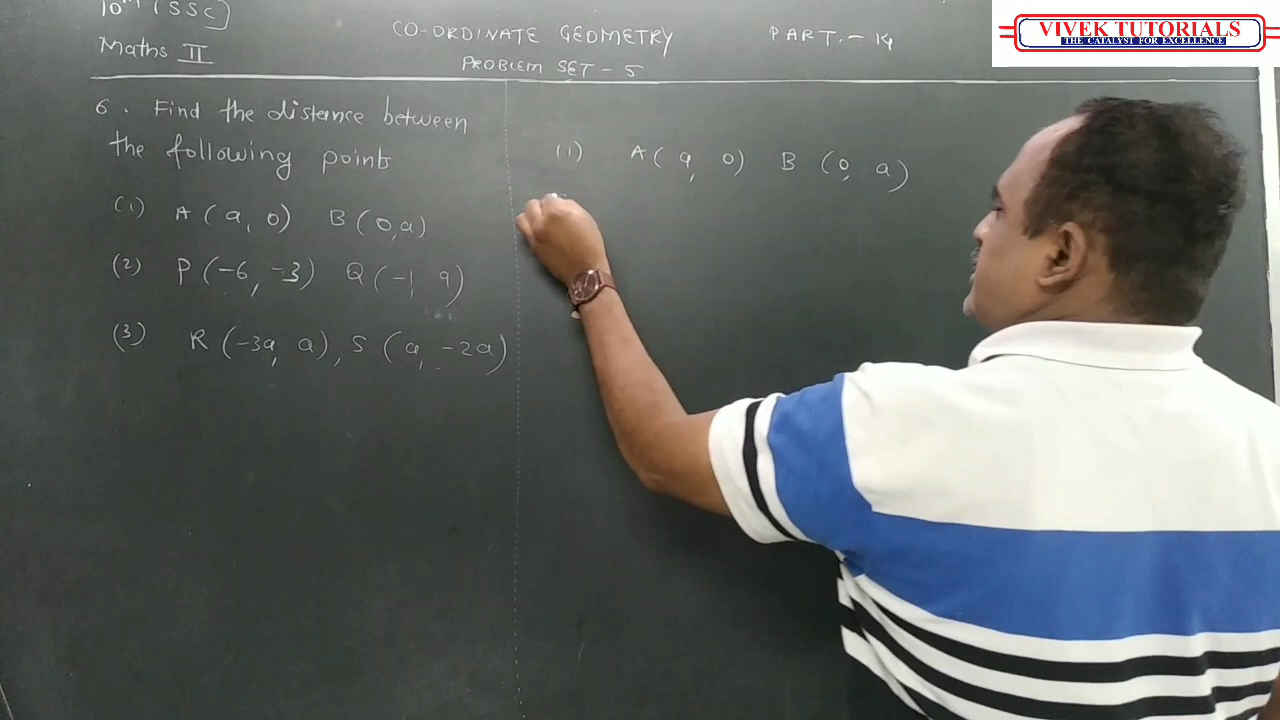 10th (SSC)
Maths II
CO-ORDINATE GEOMETRY PART.- 14
PROBLEM SET - 5
VIVEK TUTORIALS
THE CATALYST FOR EXCELLENCE
6. Find the distance between
the following points
(1) A (a, 0) B (0,a)
(2) P (-6, -3) Q (-1, 9)
(3) R (-3a, a), S (a, -2a)
(1) A (a, 0) B (0, a)